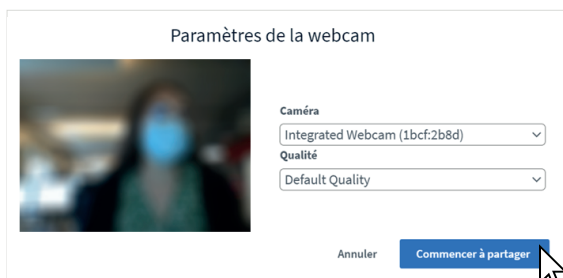 Paramètres de la webcam
Caméra
Integrated Webcam (1bcf:2b8d)
Qualité
Default Quality
Annuler
Commencer à partager